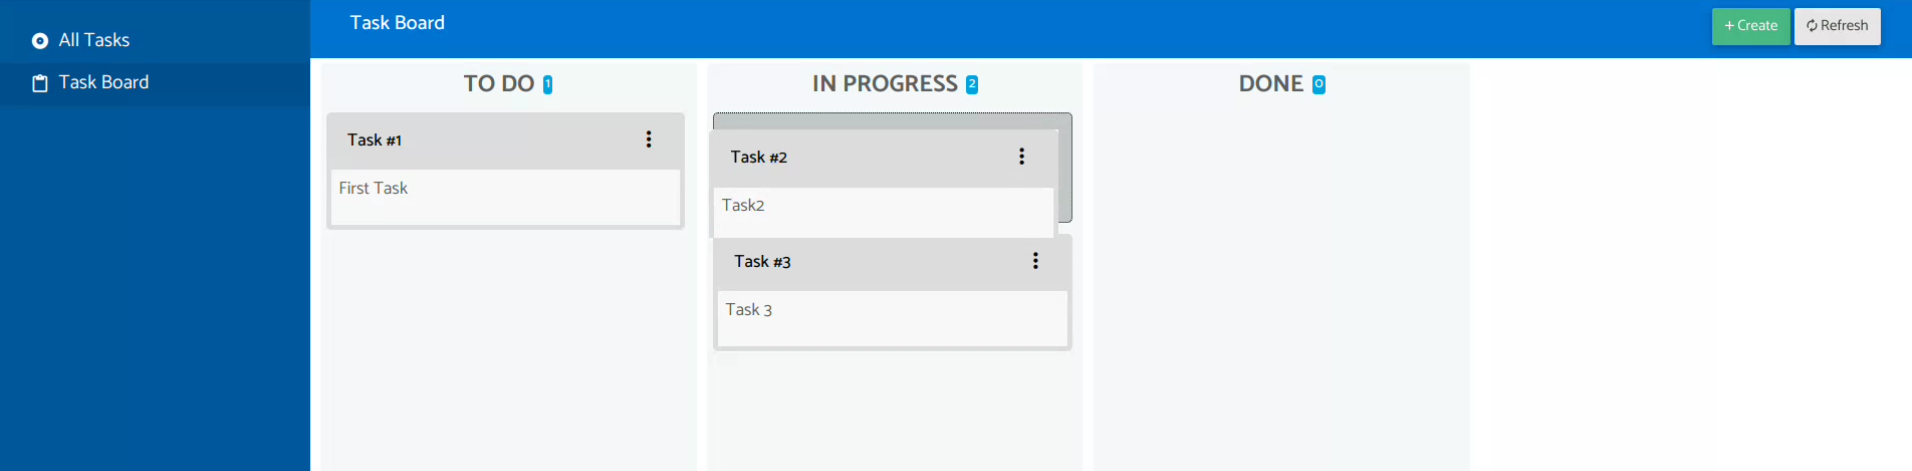 All Tasks
Task Board
Task Board
+ Create
Refresh
TO DO 1
Task #1
First Task
IN PROGRESS 2
Task #2
Task2
Task #3
Task 3
DONE 0